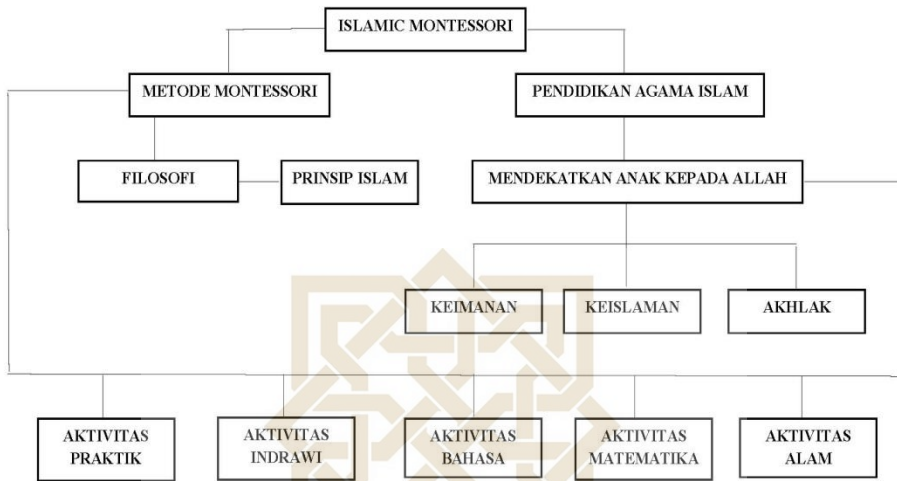 ISLAMIC MONTESSORI
METODE MONTESSORI
PENDIDIKAN AGAMA ISLAM
FILOSOFI
PRINSIP ISLAM
MENDEKATKAN ANAK KEPADA ALLAH
KEIMANAN
KEISLAMAN
AKHLAK
AKTIVITAS
PRAKTIK
AKTIVITAS
INDRAWI
AKTIVITAS
BAHASA
AKTIVITAS
MATEMATIKA
AKTIVITAS
ALAM